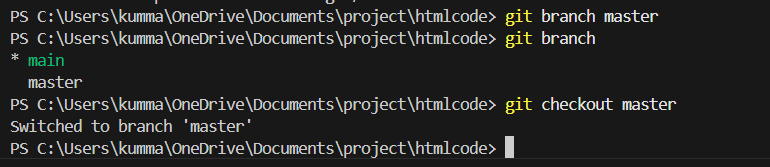 PS C:\Users\kumma\OneDrive\Documents\project\htmlcode> git branch master
PS C:\Users\kumma\OneDrive\Documents\project\htmlcode> git branch
* main
  master
PS C:\Users\kumma\OneDrive\Documents\project\htmlcode> git checkout master
Switched to branch 'master'
PS C:\Users\kumma\OneDrive\Documents\project\htmlcode>